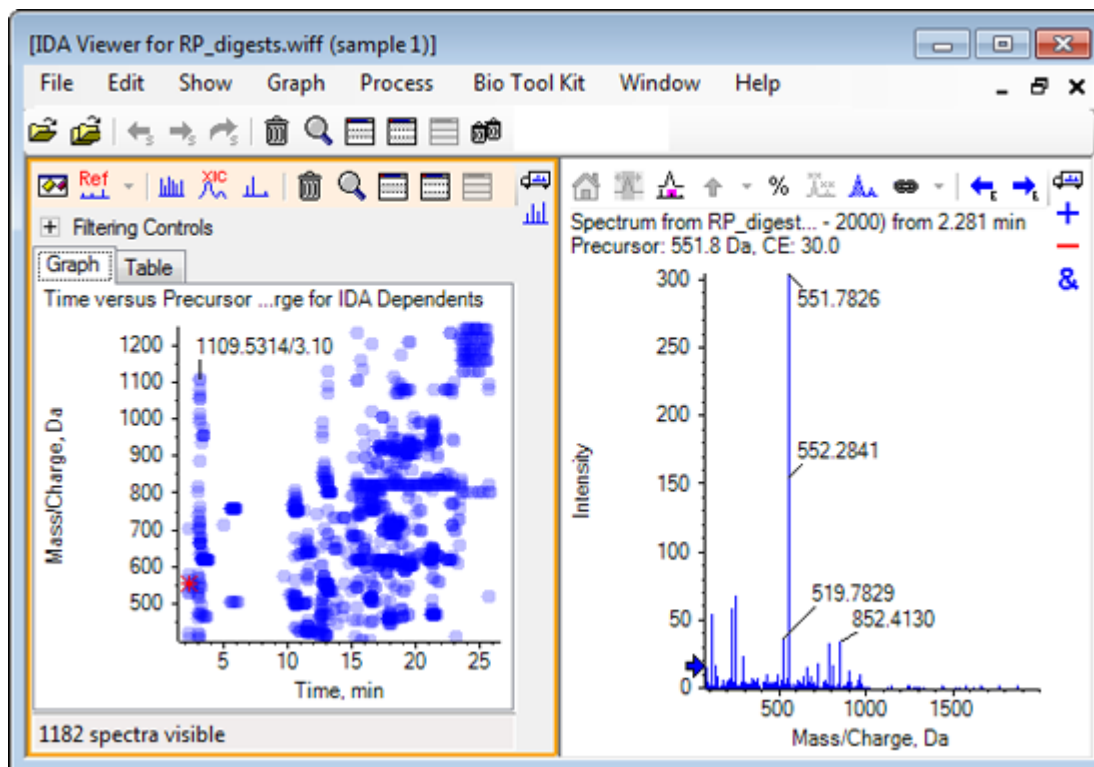 [IDA Viewer for RP_digests.wiff (sample 1)]
File Edit Show Graph Process Bio Tool Kit Window Help
S S S
Ref XIC
Filtering Controls
Graph Table
Time versus Precursor ...rge for IDA Dependents
1109.5314/3.10
1200
1100
1000
900
800
700
600
500
Mass/Charge, Da
5 10 15 20 25
Time, min
1182 spectra visible
% E E
Spectrum from RP_digest... - 2000) from 2.281 min
Precursor: 551.8 Da, CE: 30.0
+
−
&
300
250
200
150
100
50
0
Intensity
551.7826
552.2841
519.7829
852.4130
500 1000 1500
Mass/Charge, Da